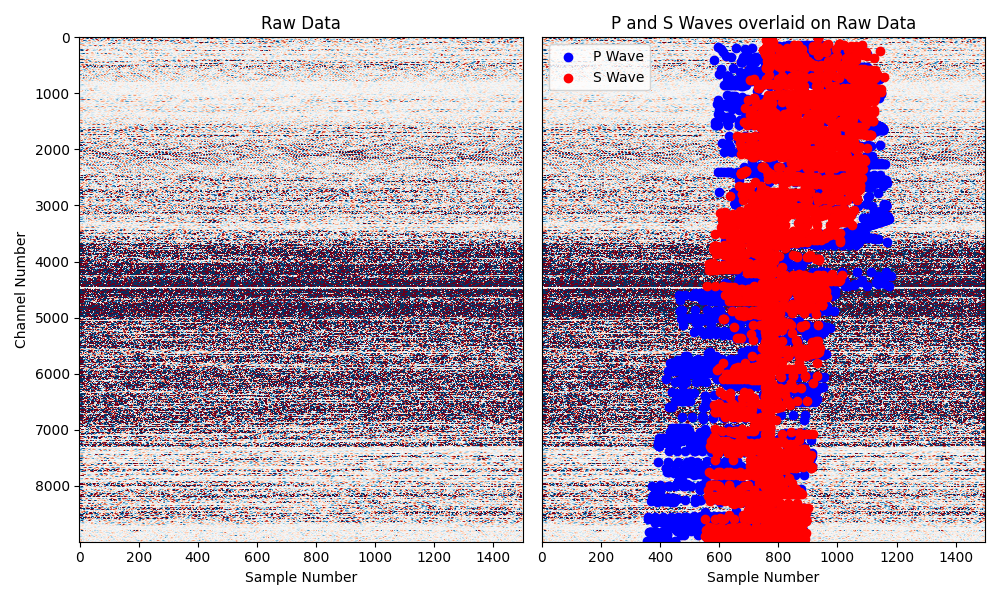 Raw Data
P and S Waves overlaid on Raw Data
Channel Number
0
1000
2000
3000
4000
5000
6000
7000
8000
0 200 400 600 800 1000 1200 1400
Sample Number
P Wave
S Wave
0 200 400 600 800 1000 1200 1400
Sample Number